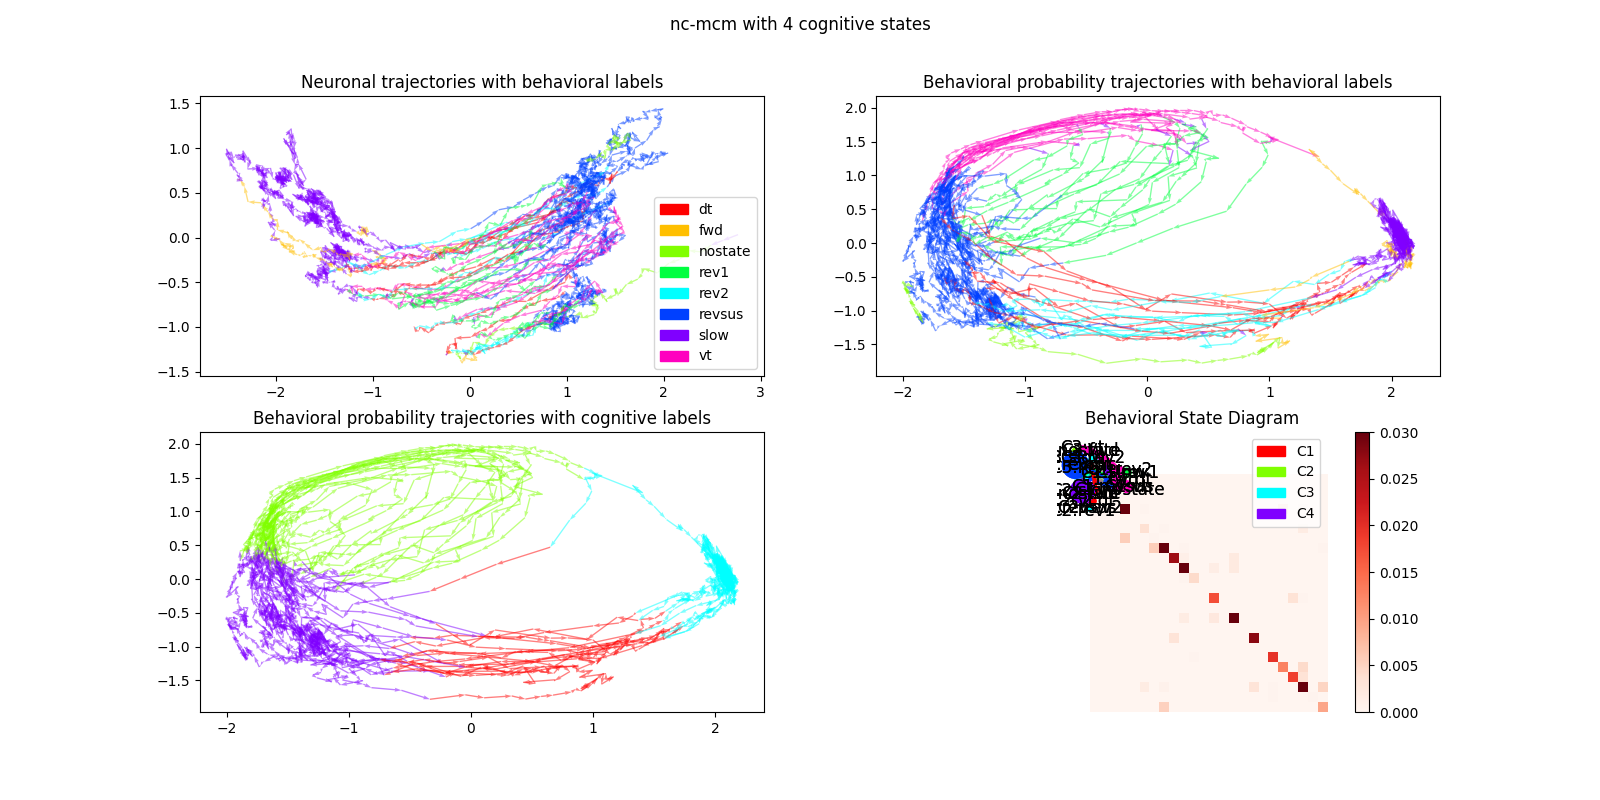 nc-mcm with 4 cognitive states
Neuronal trajectories with behavioral labels
1.5
1.0
0.5
0.0
−0.5
−1.0
−1.5
−2
−1
0
1
2
3
dt
fwd
nostate
rev1
rev2
revsus
slow
vt
Behavioral probability trajectories with behavioral labels
2.0
1.5
1.0
0.5
0.0
−0.5
−1.0
−1.5
−2
−1
0
1
2
Behavioral probability trajectories with cognitive labels
2.0
1.5
1.0
0.5
0.0
−0.5
−1.0
−1.5
−2
−1
0
1
2
Behavioral State Diagram
C1
C2
C3
C4
0.030
0.025
0.020
0.015
0.010
0.005
0.000